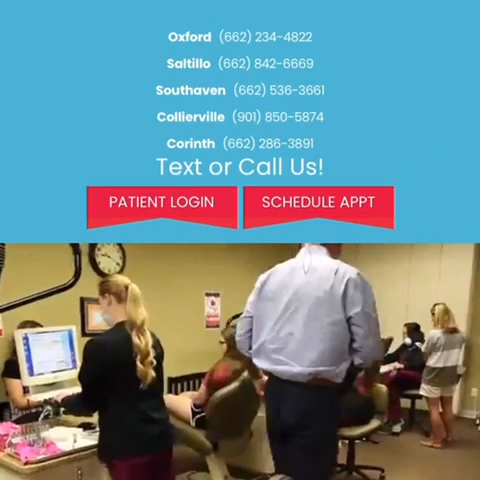 Oxford (662) 234-4822
Saltillo (662) 842-6669
Southaven (662) 536-3661
Collierville (901) 850-5874
Corinth (662) 286-3891
Text or Call Us!
PATIENT LOGIN SCHEDULE APPT